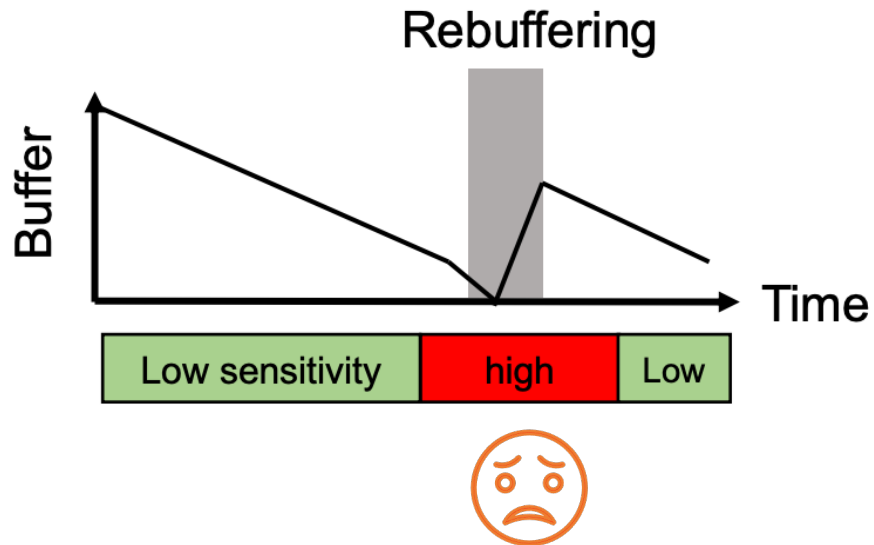 Rebuffering
Buffer
Time
Low sensitivity
high
Low